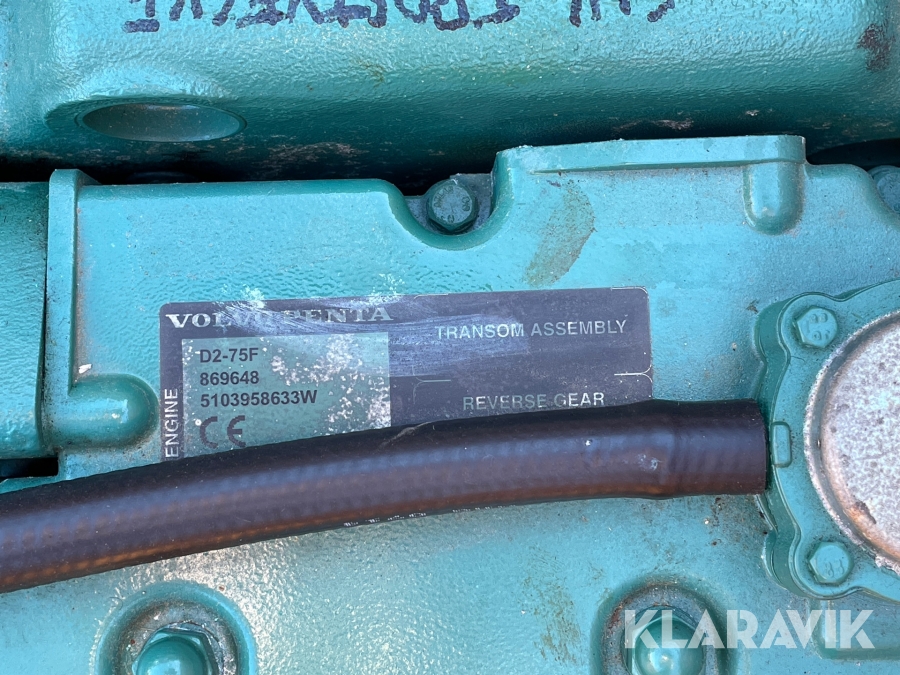 VOLVO PENTA
TRANSOM ASSEMBLY
D2-75F
869648
5103958633W
ENGINE
CE
REVERSE GEAR
KLARAVIK